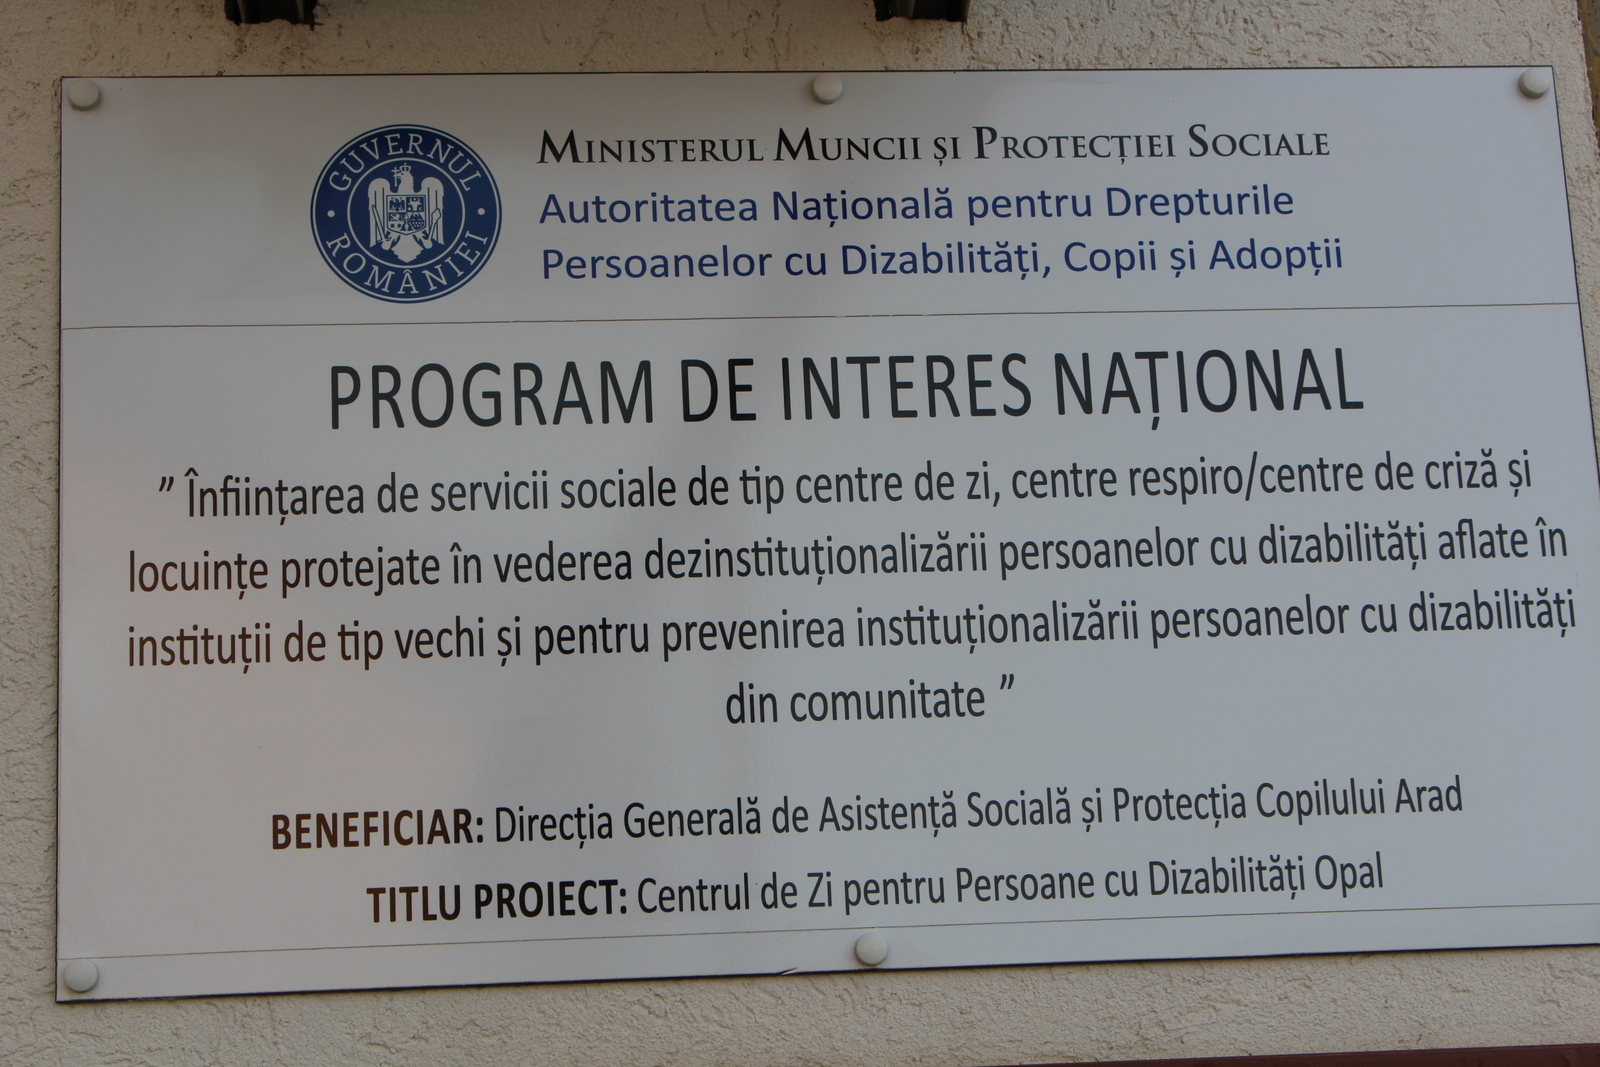 GUVERNUL ROMÂNIEI
MINISTERUL MUNCII ȘI PROTECȚIEI SOCIALE
Autoritatea Națională pentru Drepturile
Persoanelor cu Dizabilități, Copii și Adopții
PROGRAM DE INTERES NAȚIONAL
” Înființarea de servicii sociale de tip centre de zi, centre respiro/centre de criză și
locuințe protejate în vederea dezinstituționalizării persoanelor cu dizabilități aflate în
instituții de tip vechi și pentru prevenirea instituționalizării persoanelor cu dizabilități
din comunitate ”
BENEFICIAR: Direcția Generală de Asistență Socială și Protecția Copilului Arad
TITLU PROIECT: Centrul de Zi pentru Persoane cu Dizabilități Opal